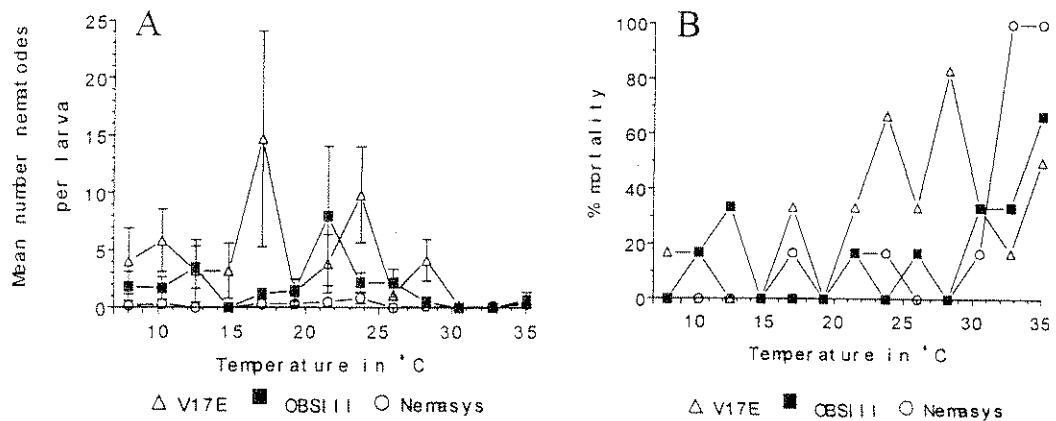 A
Mean number nematodes
per larva
25
20
15
10
5
0
10 15 20 25 30 35
Temperature in °C
△ V17E ■ OBSIII ○ Nemasys
B
% mortality
100
80
60
40
20
0
10 15 20 25 30 35
Temperature in °C
△ V17E ■ OBSIII ○ Nemasys